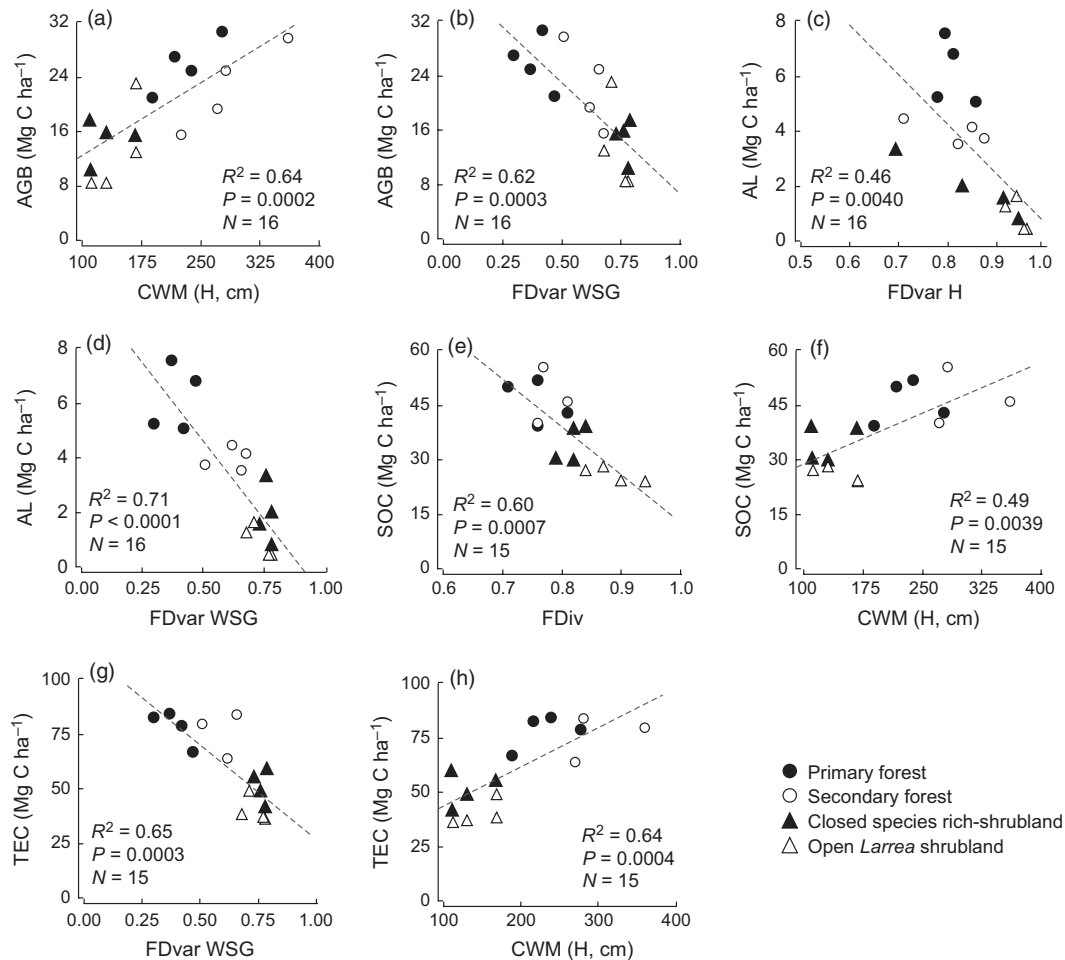 (a)
32
24
16
8
0
AGB (Mg C ha⁻¹)
R² = 0.64
P = 0.0002
N = 16
100 175 250 325 400
CWM (H, cm)
(b)
32
24
16
8
0
AGB (Mg C ha⁻¹)
R² = 0.62
P = 0.0003
N = 16
0.00 0.25 0.50 0.75 1.00
FDvar WSG
(c)
8
6
4
2
0
AL (Mg C ha⁻¹)
R² = 0.46
P = 0.0040
N = 16
0.5 0.6 0.7 0.8 0.9 1.0
FDvar H
(d)
8
6
4
2
0
AL (Mg C ha⁻¹)
R² = 0.71
P < 0.0001
N = 16
0.00 0.25 0.50 0.75 1.00
FDvar WSG
(e)
60
45
30
15
0
SOC (Mg C ha⁻¹)
R² = 0.60
P = 0.0007
N = 15
0.6 0.7 0.8 0.9 1.0
FDiv
(f)
60
45
30
15
0
SOC (Mg C ha⁻¹)
R² = 0.49
P = 0.0039
N = 15
100 175 250 325 400
CWM (H, cm)
(g)
100
75
50
25
0
TEC (Mg C ha⁻¹)
R² = 0.65
P = 0.0003
N = 15
0.00 0.25 0.50 0.75 1.00
FDvar WSG
(h)
100
75
50
25
0
TEC (Mg C ha⁻¹)
R² = 0.64
P = 0.0004
N = 15
100 200 300 400
CWM (H, cm)
Primary forest
Secondary forest
Closed species rich-shrubland
Open Larrea shrubland